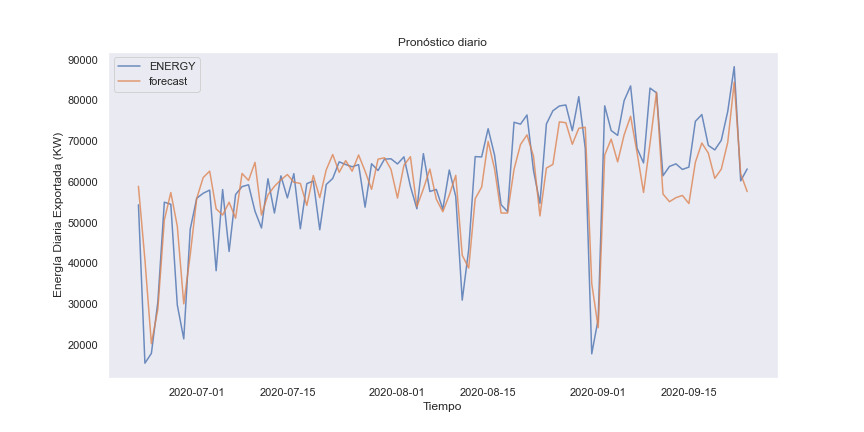 Pronóstico diario
ENERGY
forecast
Energía Diaria Exportada (KW)
90000
80000
70000
60000
50000
40000
30000
20000
2020-07-01
2020-07-15
2020-08-01
2020-08-15
2020-09-01
2020-09-15
Tiempo